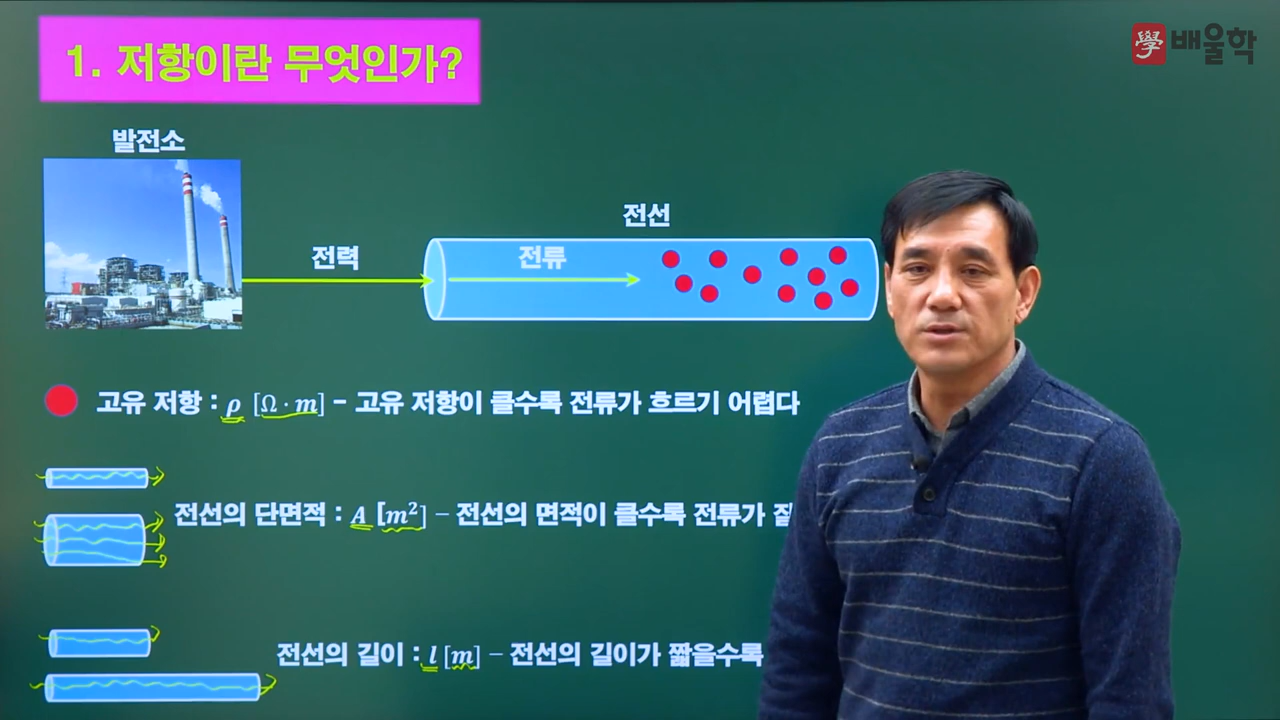 1. 저항이란 무엇인가?
學 배울학
발전소
전선
전력
전류
고유 저항 : ρ [Ω · m] - 고유 저항이 클수록 전류가 흐르기 어렵다
전선의 단면적 : A [m²] - 전선의 면적이 클수록 전류가
전선의 길이 : l [m] - 전선의 길이가 짧을수록